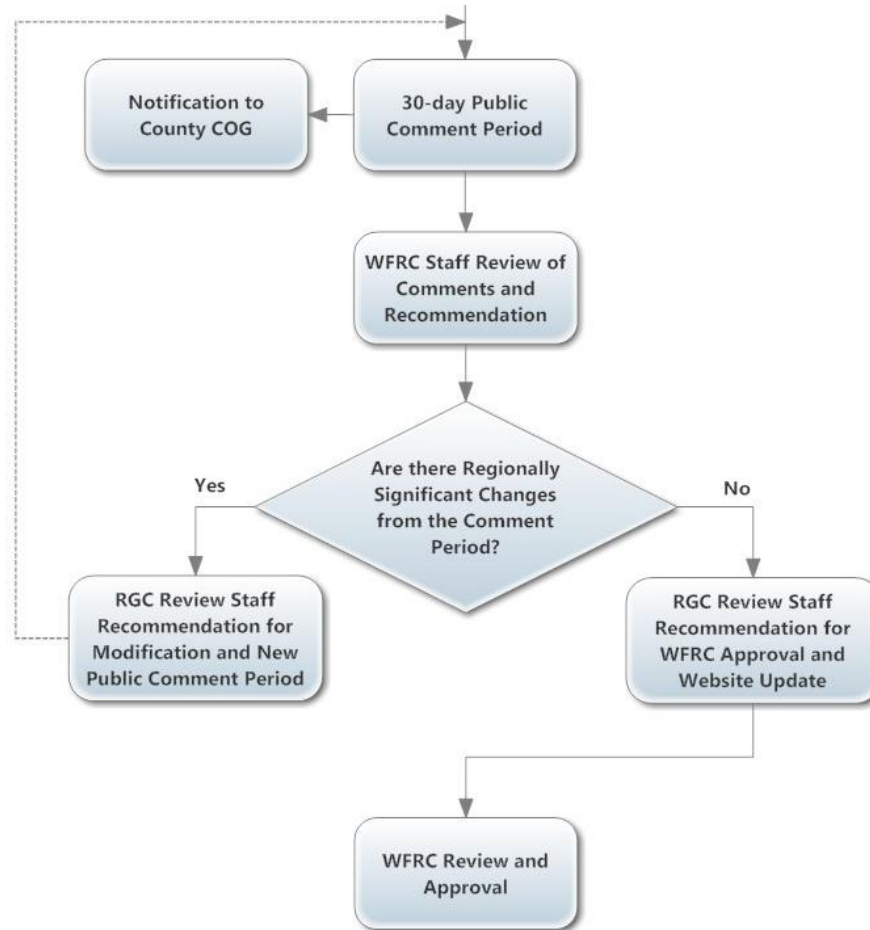 Notification to
County COG
30-day Public
Comment Period
WFRC Staff Review of
Comments and
Recommendation
Are there Regionally
Significant Changes
from the Comment
Period?
Yes
No
RGC Review Staff
Recommendation for
Modification and New
Public Comment Period
RGC Review Staff
Recommendation for
WFRC Approval and
Website Update
WFRC Review and
Approval